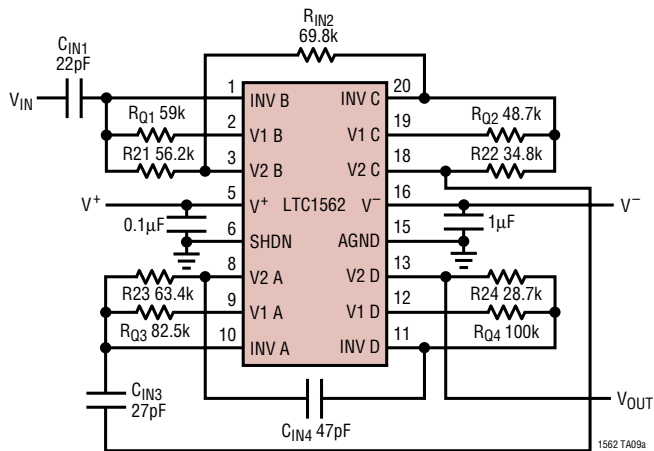 R_IN2
69.8k
C_IN1
22pF
V_IN
1 INV B INV C 20
R_Q1 59k 2 V1 B V1 C 19 R_Q2 48.7k
R21 56.2k 3 V2 B V2 C 18 R22 34.8k
V+ 5 V+ LTC1562 V− 16 V−
0.1µF 6 SHDN AGND 15 1µF
8 V2 A V2 D 13
R23 63.4k 9 V1 A V1 D 12 R24 28.7k
R_Q3 82.5k 10 INV A INV D 11 R_Q4 100k
C_IN3
27pF
C_IN4 47pF
V_OUT
1562 TA09a